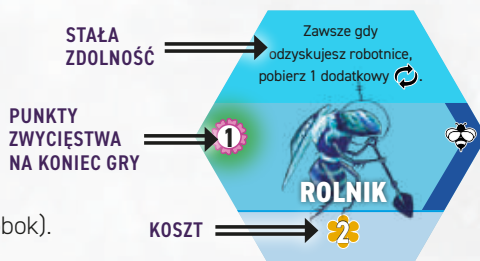 STAŁA
ZDOLNOŚĆ
Zawsze gdy
odzyskujesz robotnice,
pobierz 1 dodatkowy
.
PUNKTY
ZWYCIĘSTWA
NA KONIEC GRY
1
ROLNIK
bok).
KOSZT
2